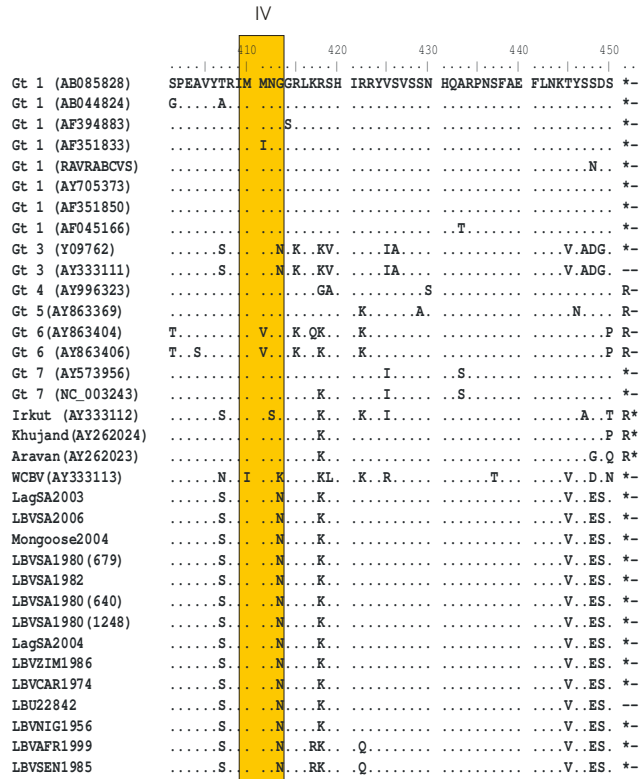 IV
410 420 430 440 450
Gt 1 (AB085828) SPEAVYTRIM MNGGRLKRSH IRRYVSVSSN HQARPNSFAE FLNKTYSSDS *-
Gt 1 (AB044824) G.....A... .......... .......... .......... .......... *-
Gt 1 (AF394883) .......... ...S...... .......... .......... .......... *-
Gt 1 (AF351833) .......... I......... .......... .......... .......... *-
Gt 1 (RAVRABCVS) .......... .......... .......... .......... .......N.. *-
Gt 1 (AY705373) .......... .......... .......... .......... .......... *-
Gt 1 (AF351850) .......... .......... .......... .......... .......... *-
Gt 1 (AF045166) .......... .......... .......... ..T....... .......... *-
Gt 3 (Y09762) ......S... ..N.K..KV. ....IA.... .......... ....V.ADG. *-
Gt 3 (AY333111) ......S... ..N.K..KV. ....IA.... .......... ....V.ADG. --
Gt 4 (AY996323) .......... .......GA. .........S .......... .......... R-
Gt 5(AY863369) .......... .......... .K......A. .......... .....N.... R-
Gt 6(AY863404) T......... V...K.QK.. .K........ .......... .........P R-
Gt 6 (AY863406) T..S...... V...K..K.. .K........ .......... .........P R-
Gt 7 (AY573956) .......... .......... ....I..... ..S....... .......... *-
Gt 7 (NC_003243) .......... .......K.. ....I..... ..S....... .......... *-
Irkut (AY333112) ......S... .S.....K.. .K..I..... .......... ......A..T R*
Khujand(AY262024) .......... .......K.. .......... .......... .........P R*
Aravan(AY262023) .......... .......K.. .......... .......... .......G.Q R*
WCBV(AY333113) ......N..I ..K....KL. .K..R..... ......T... ....V..D.N *-
LagSA2003 ......S... ..N....K.. .......... .......... ....V..ES. *-
LBVSA2006 ......S... ..N....K.. .......... .......... ....V..ES. *-
Mongoose2004 ......S... ..N....K.. .......... .......... ....V..ES. *-
LBVSA1980(679) ......S... ..N....K.. .......... .......... ....V..ES. *-
LBVSA1982 ......S... ..N....K.. .......... .......... ....V..ES. *-
LBVSA1980(640) ......S... ..N....K.. .......... .......... ....V..ES. *-
LBVSA1980(1248) ......S... ..N....K.. .......... .......... ....V..ES. *-
LagSA2004 ......S... ..N....K.. .......... .......... ....V..ES. *-
LBVZIM1986 ......S... ..N....K.. .......... .......... ....V..ES. *-
LBVCAR1974 ......S... ..N....K.. .......... .......... ....V..ES. *-
LBU22842 ......S... ..N....K.. .......... .......... ....V..ES. --
LBVNIG1956 ......S... ..N....K.. .......... .......... ....V..ES. *-
LBVAFR1999 ......S... ..N...RK.. .Q........ .......... ....V..ES. *-
LBVSEN1985 ......S... ..N...RK.. .Q........ .......... ....V..ES. *-